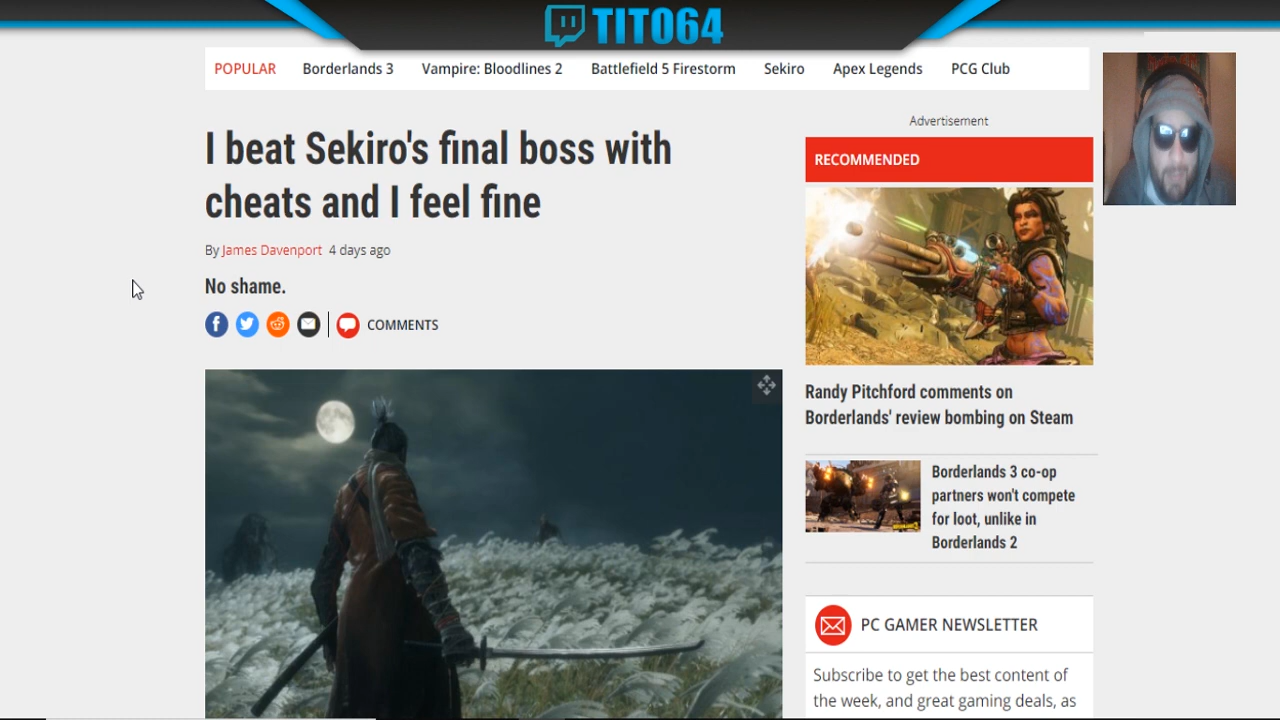 TITO64
POPULAR Borderlands 3 Vampire: Bloodlines 2 Battlefield 5 Firestorm Sekiro Apex Legends PCG Club
I beat Sekiro's final boss with
cheats and I feel fine
By James Davenport 4 days ago
No shame.
COMMENTS
Advertisement
RECOMMENDED
Randy Pitchford comments on
Borderlands' review bombing on Steam
Borderlands 3 co-op
partners won't compete
for loot, unlike in
Borderlands 2
PC GAMER NEWSLETTER
Subscribe to get the best content of
the week, and great gaming deals, as